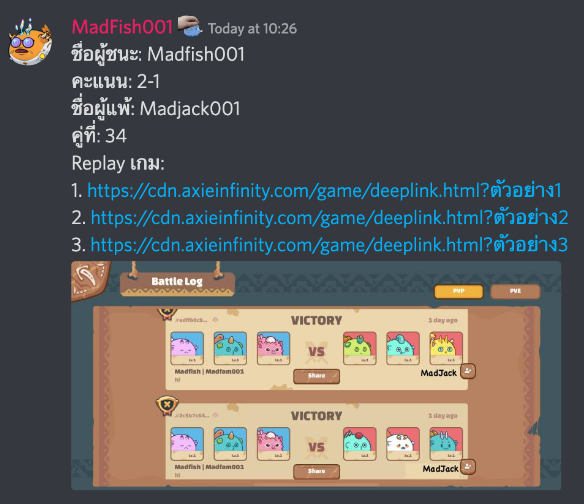 MadFish001 Today at 10:26
ชื่อผู้ชนะ: Madfish001
คะแนน: 2-1
ชื่อผู้แพ้: Madjack001
คู่ที่: 34
Replay เกม:
1. https://cdn.axieinfinity.com/game/deeplink.html?ตัวอย่าง1
2. https://cdn.axieinfinity.com/game/deeplink.html?ตัวอย่าง2
3. https://cdn.axieinfinity.com/game/deeplink.html?ตัวอย่าง3
Battle Log
PVP PVE
VICTORY 3 day ago
VS
Madfish | Madfam001 Share MadJack
hi
VICTORY 3 day ago
VS
Madfish | Madfam001 Share MadJack
hi